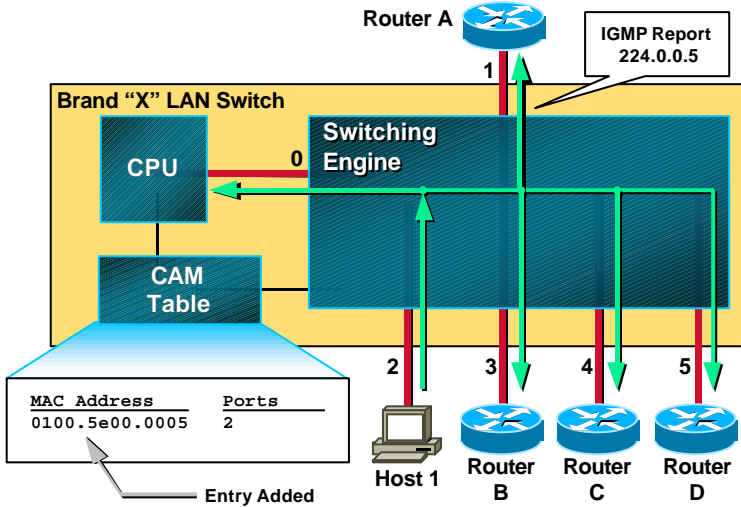 Router A
IGMP Report
224.0.0.5
1
Brand “X” LAN Switch
Switching
Engine
CPU
0
CAM
Table
2
3
4
5
MAC Address Ports
0100.5e00.0005 2
Host 1
Router
B
Router
C
Router
D
Entry Added